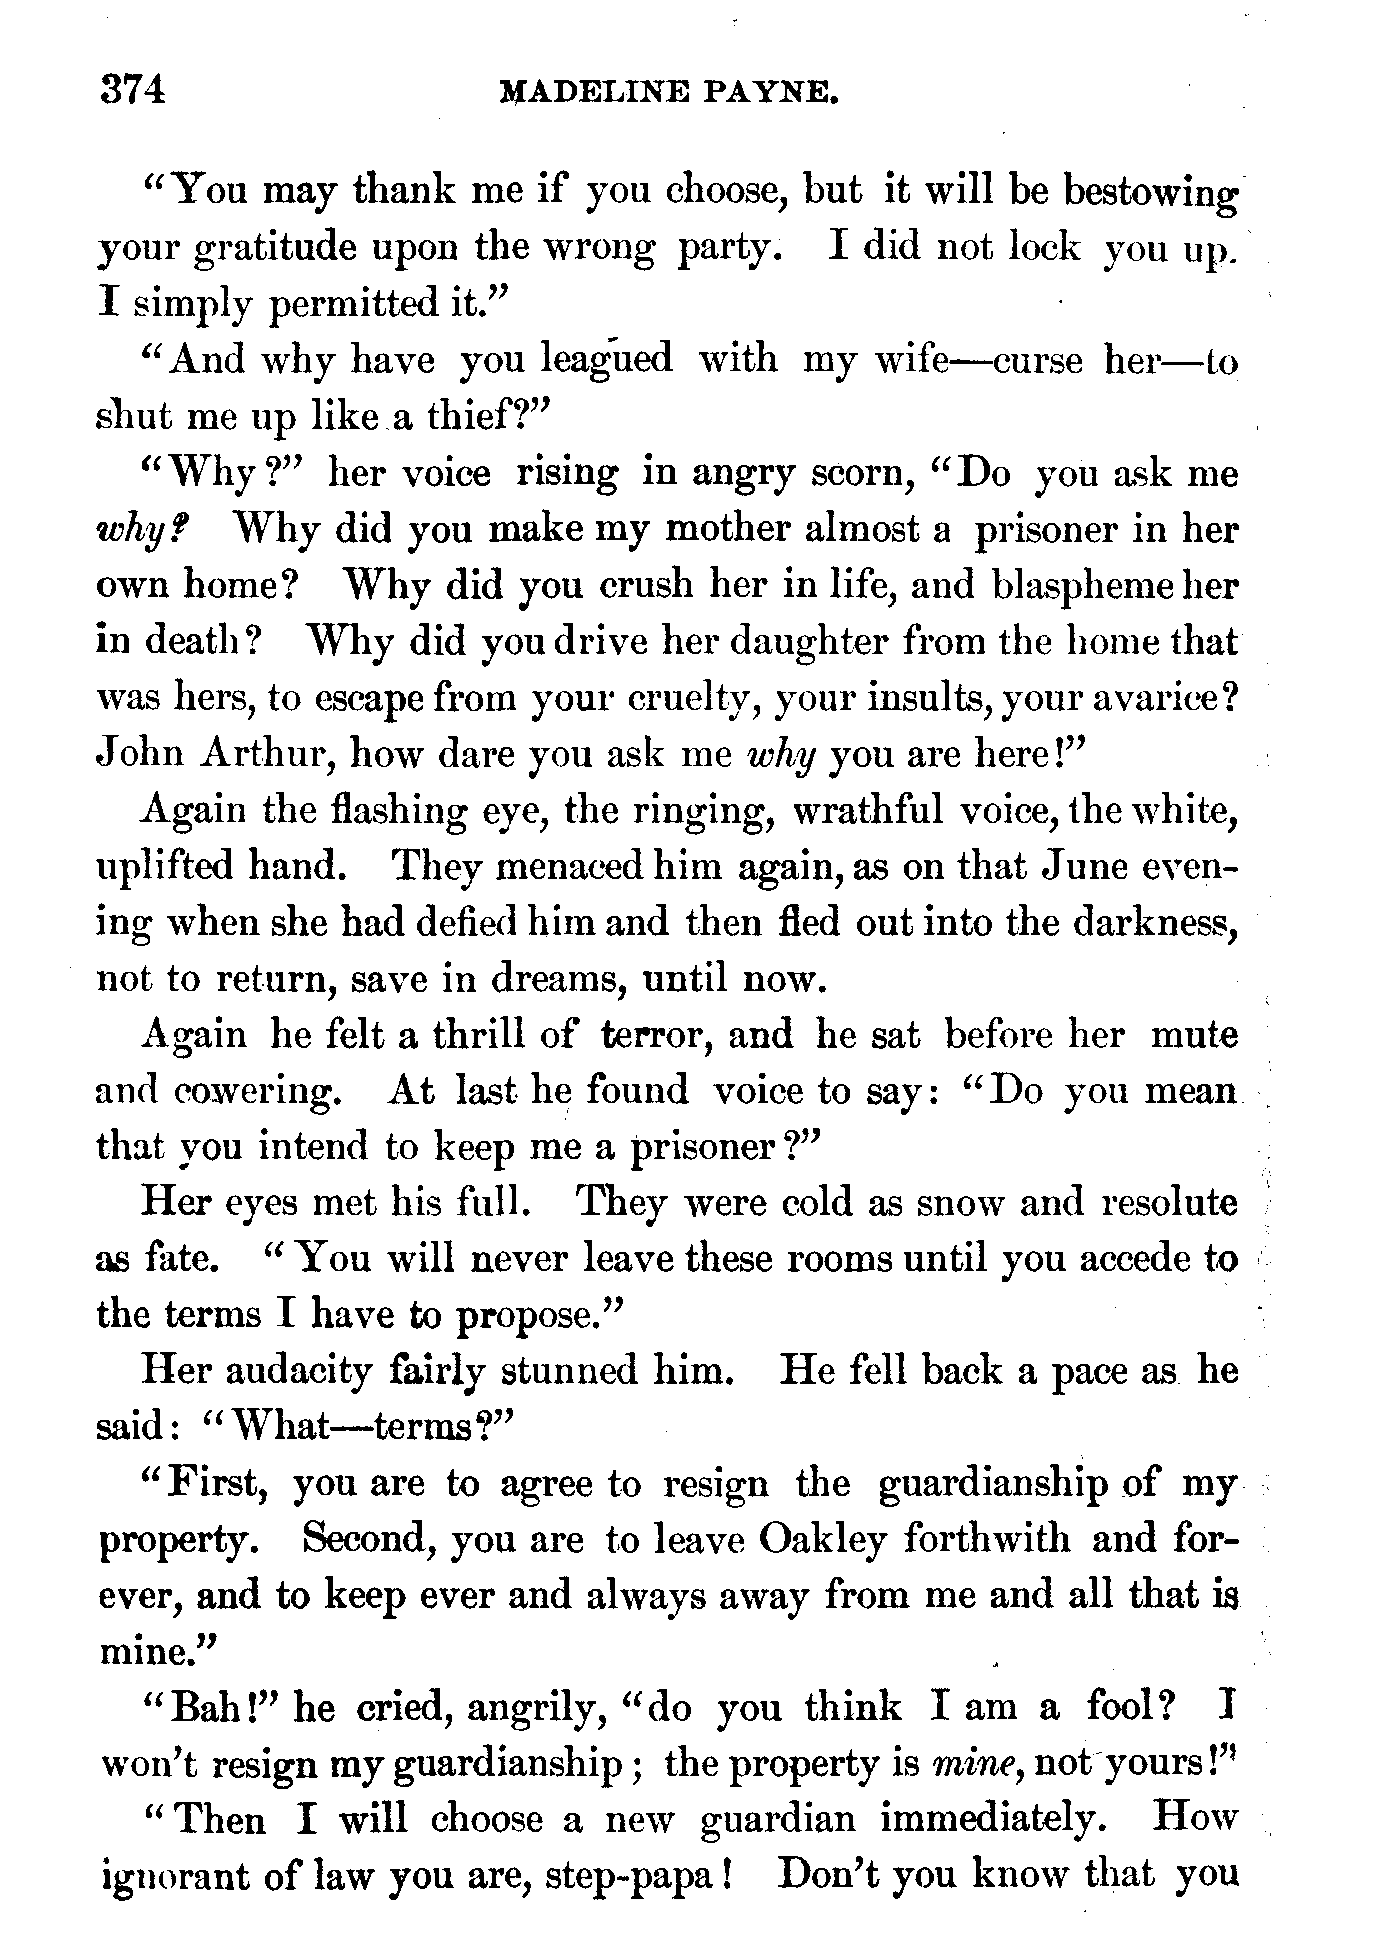 374 MADELINE PAYNE.
“You may thank me if you choose, but it will be bestowing
your gratitude upon the wrong party. I did not lock you up.
I simply permitted it.”
“And why have you leagued with my wife—curse her—to
shut me up like a thief?”
“Why?” her voice rising in angry scorn, “Do you ask me
why? Why did you make my mother almost a prisoner in her
own home? Why did you crush her in life, and blaspheme her
in death? Why did you drive her daughter from the home that
was hers, to escape from your cruelty, your insults, your avarice?
John Arthur, how dare you ask me why you are here!”
Again the flashing eye, the ringing, wrathful voice, the white,
uplifted hand. They menaced him again, as on that June even-
ing when she had defied him and then fled out into the darkness,
not to return, save in dreams, until now.
Again he felt a thrill of terror, and he sat before her mute
and cowering. At last he found voice to say: “Do you mean
that you intend to keep me a prisoner?”
Her eyes met his full. They were cold as snow and resolute
as fate. “You will never leave these rooms until you accede to
the terms I have to propose.”
Her audacity fairly stunned him. He fell back a pace as he
said: “What—terms?”
“First, you are to agree to resign the guardianship of my
property. Second, you are to leave Oakley forthwith and for-
ever, and to keep ever and always away from me and all that is
mine.”
“Bah!” he cried, angrily, “do you think I am a fool? I
won’t resign my guardianship; the property is mine, not yours!”
“Then I will choose a new guardian immediately. How
ignorant of law you are, step-papa! Don’t you know that you